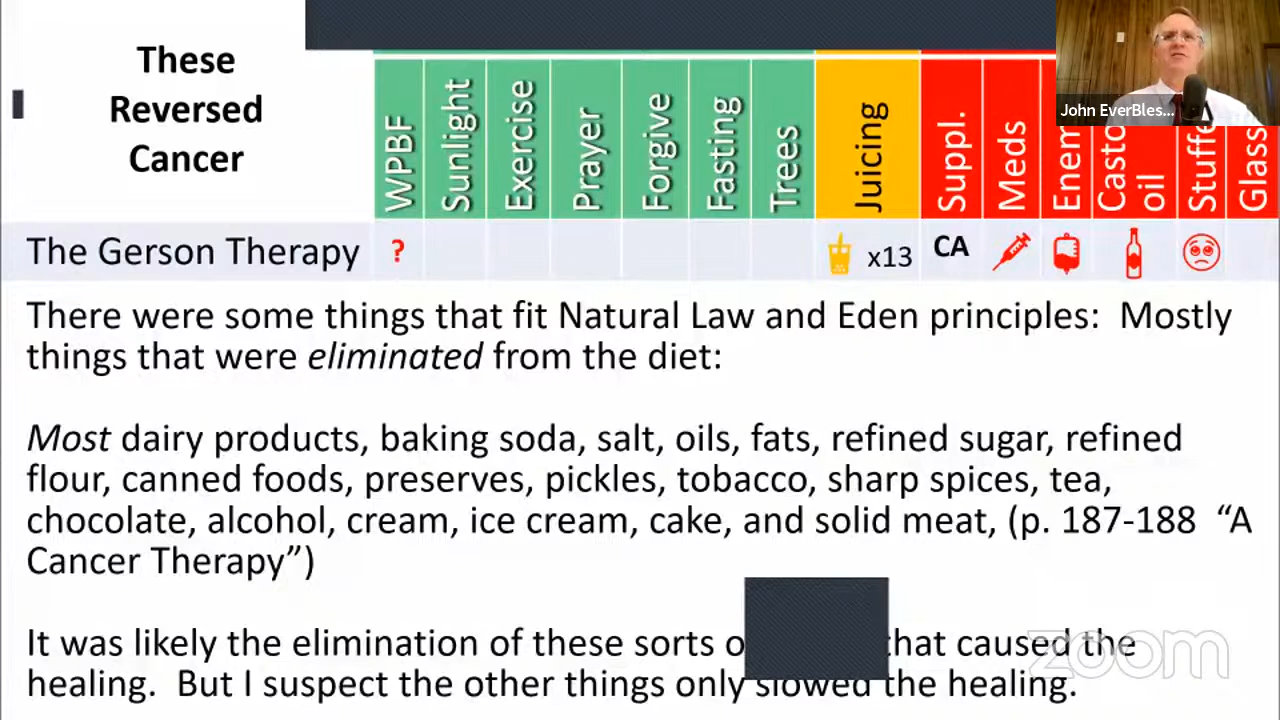 These
Reversed
Cancer
WPBF
Sunlight
Exercise
Prayer
Forgive
Fasting
Trees
Juicing
Suppl.
Meds
oil
John EverBles...
The Gerson Therapy ? x13 CA
There were some things that fit Natural Law and Eden principles: Mostly
things that were eliminated from the diet:
Most dairy products, baking soda, salt, oils, fats, refined sugar, refined
flour, canned foods, preserves, pickles, tobacco, sharp spices, tea,
chocolate, alcohol, cream, ice cream, cake, and solid meat, (p. 187-188 “A
Cancer Therapy”)
It was likely the elimination of these sorts that caused the
healing. But I suspect the other things only slowed the healing.
zoom